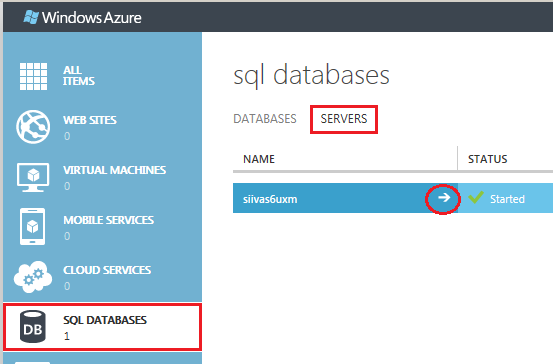 Windows Azure
ALL
ITEMS
WEB SITES
0
VIRTUAL MACHINES
0
MOBILE SERVICES
0
CLOUD SERVICES
0
DB
SQL DATABASES
1
sql databases
DATABASES SERVERS
NAME STATUS
siivas6uxm Started